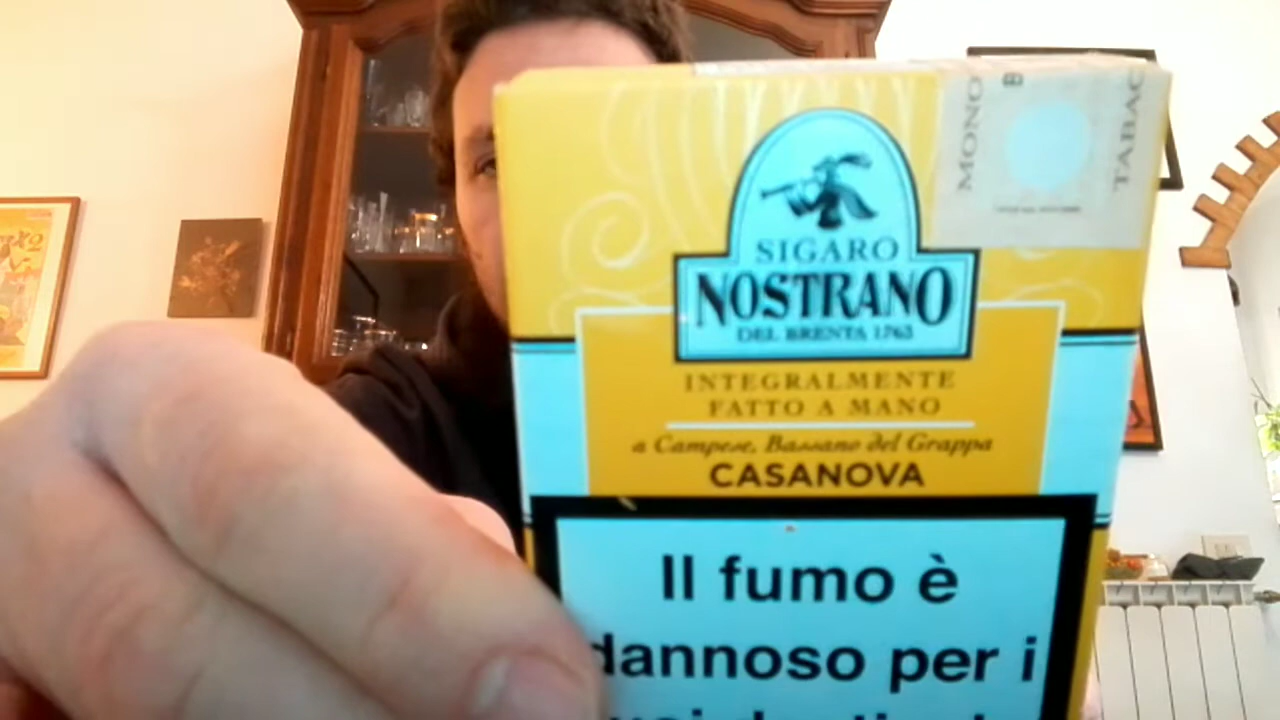 MONO
TABAC
SIGARO
NOSTRANO
DEL BRENTA 1763
INTEGRALMENTE
FATTO A MANO
a Campese, Bassano del Grappa
CASANOVA
Il fumo è
dannoso per i